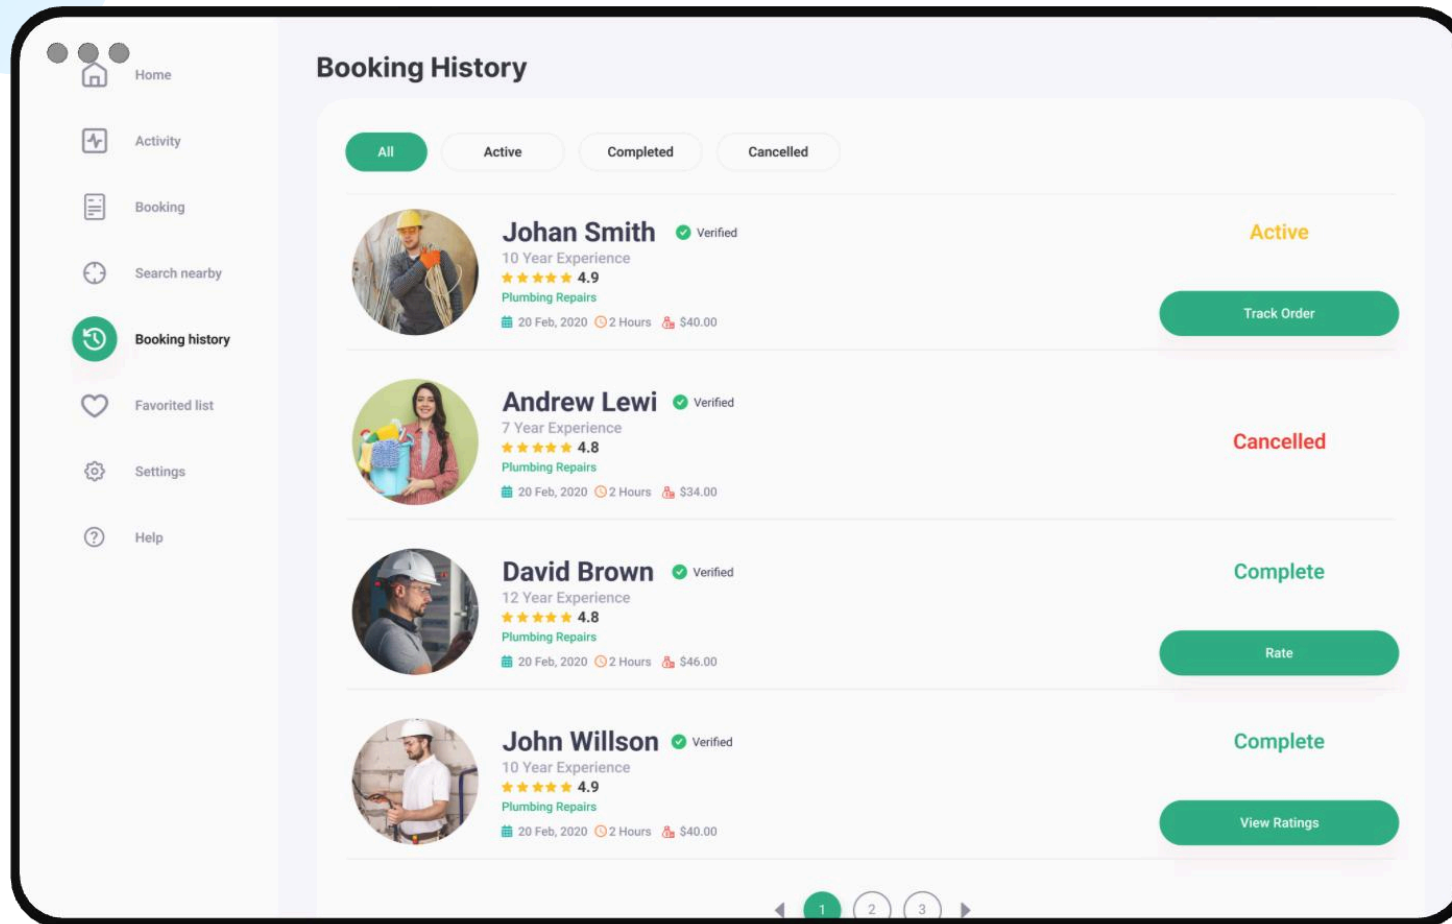 Home
Activity
Booking
Search nearby
Booking history
Favorited list
Settings
Help
Booking History
All Active Completed Cancelled
Johan Smith Verified
10 Year Experience
4.9
Plumbing Repairs
20 Feb, 2020 2 Hours $40.00
Active
Track Order
Andrew Lewi Verified
7 Year Experience
4.8
Plumbing Repairs
20 Feb, 2020 2 Hours $34.00
Cancelled
David Brown Verified
12 Year Experience
4.8
Plumbing Repairs
20 Feb, 2020 2 Hours $46.00
Complete
Rate
John Willson Verified
10 Year Experience
4.9
Plumbing Repairs
20 Feb, 2020 2 Hours $40.00
Complete
View Ratings
1 2 3